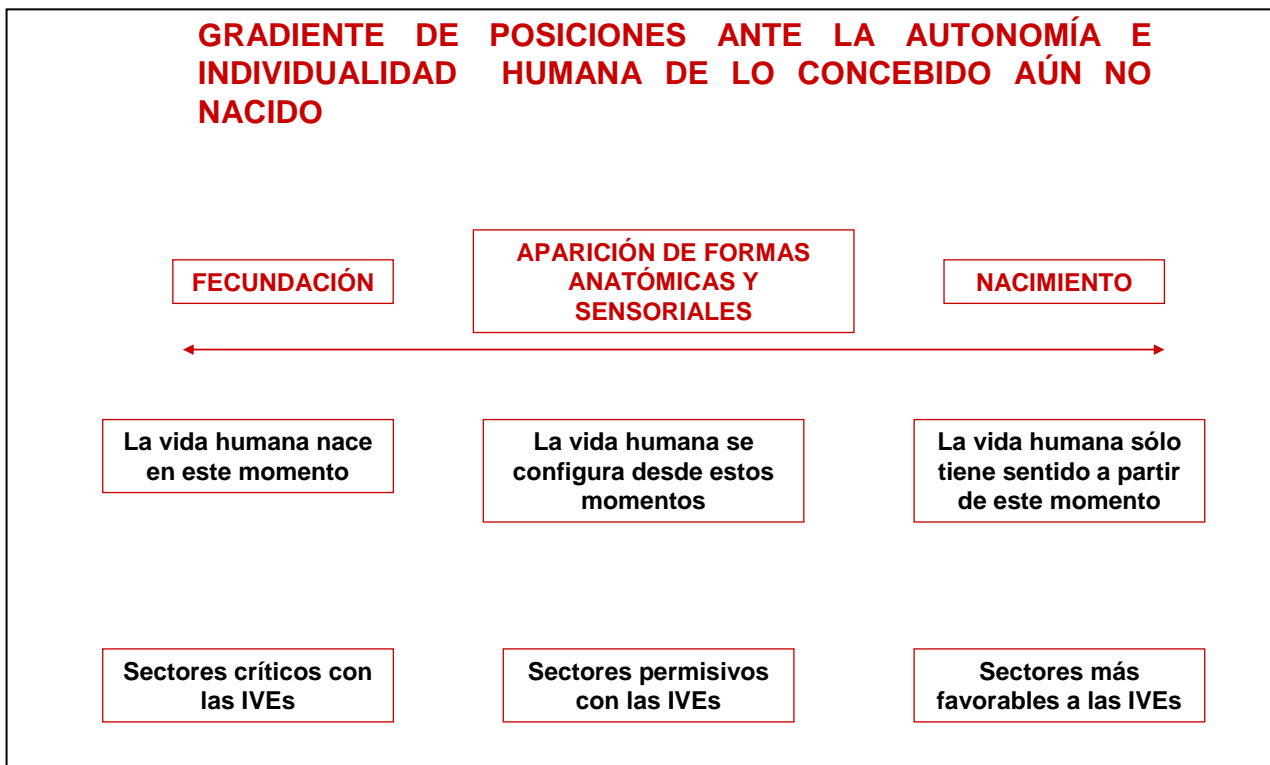 GRADIENTE DE POSICIONES ANTE LA AUTONOMÍA E
INDIVIDUALIDAD HUMANA DE LO CONCEBIDO AÚN NO
NACIDO
FECUNDACIÓN
APARICIÓN DE FORMAS
ANATÓMICAS Y
SENSORIALES
NACIMIENTO
La vida humana nace
en este momento
La vida humana se
configura desde estos
momentos
La vida humana sólo
tiene sentido a partir
de este momento
Sectores críticos con
las IVEs
Sectores permisivos
con las IVEs
Sectores más
favorables a las IVEs